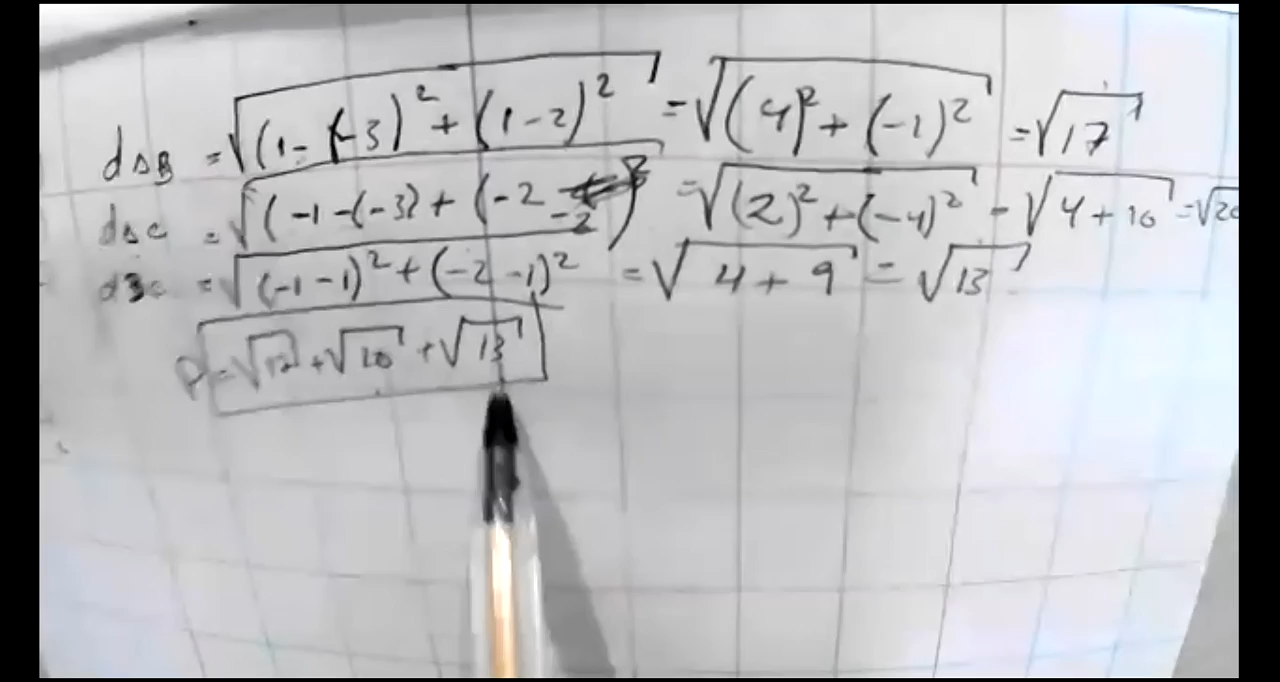 dAB = √((1-(-3)² + (1-2)²) = √((4)² + (-1)²) = √17
dAC = √((-1-(-3) + (-2-2)²) = √((2)² + (-4)²) = √(4+16) = √20
dBC = √((-1-1)² + (-2-1)²) = √(4+9) = √13
P = √17 + √20 + √13